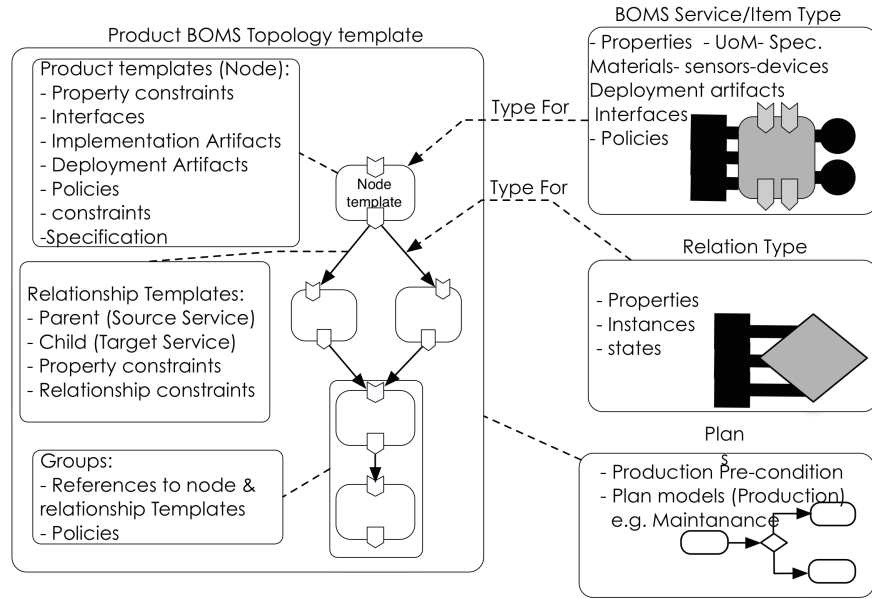 Product BOMS Topology template
Product templates (Node):
- Property constraints
- Interfaces
- Implementation Artifacts
- Deployment Artifacts
- Policies
- constraints
-Specification
Node
template
Relationship Templates:
- Parent (Source Service)
- Child (Target Service)
- Property constraints
- Relationship constraints
Groups:
- References to node &
relationship Templates
- Policies
Type For
Type For
BOMS Service/Item Type
- Properties - UoM- Spec.
Materials- sensors-devices
Deployment artifacts
Interfaces
- Policies
Relation Type
- Properties
- Instances
- states
Plan
s
- Production Pre-condition
- Plan models (Production)
e.g. Maintanance